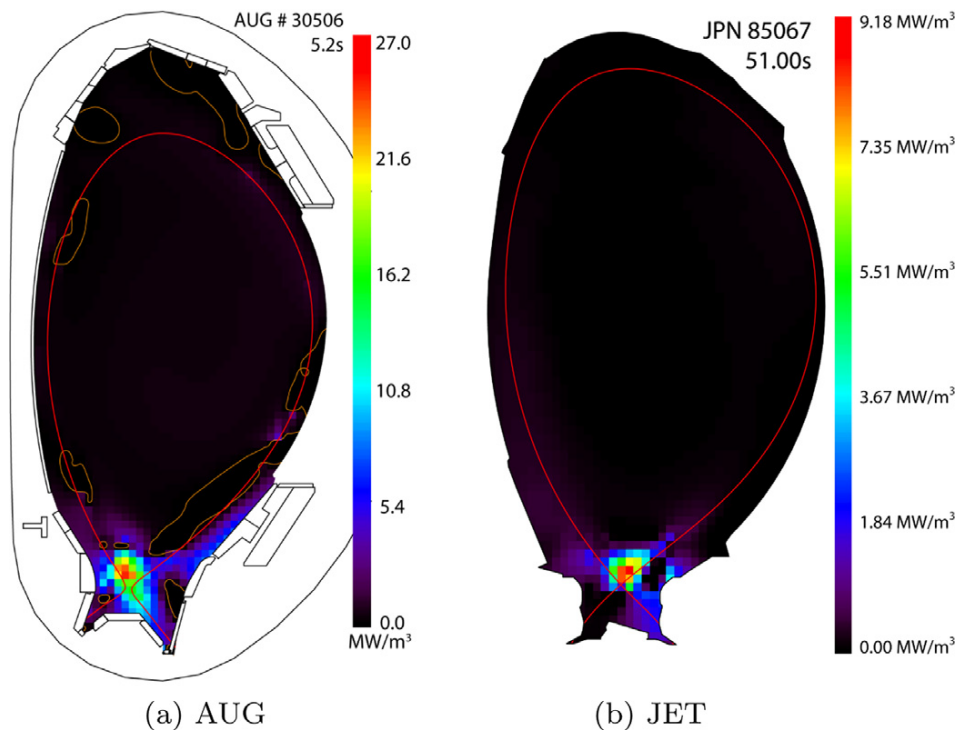 AUG # 30506
5.2s
27.0
21.6
16.2
10.8
5.4
0.0
MW/m³
JPN 85067
51.00s
9.18 MW/m³
7.35 MW/m³
5.51 MW/m³
3.67 MW/m³
1.84 MW/m³
0.00 MW/m³
(a) AUG
(b) JET